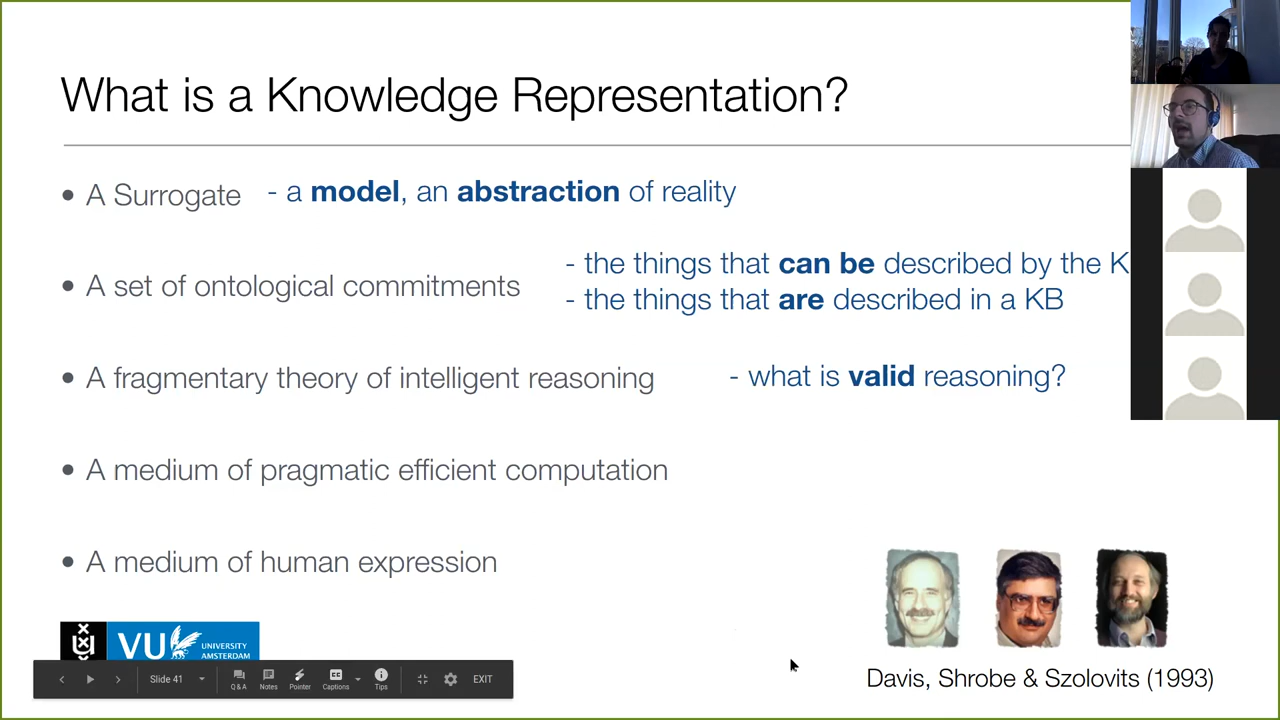 What is a Knowledge Representation?
• A Surrogate - a model, an abstraction of reality
- the things that can be described by the K
• A set of ontological commitments
- the things that are described in a KB
• A fragmentary theory of intelligent reasoning - what is valid reasoning?
• A medium of pragmatic efficient computation
• A medium of human expression
VU UNIVERSITY
AMSTERDAM
Slide 41 Q & A Notes Pointer Captions Tips EXIT
Davis, Shrobe & Szolovits (1993)